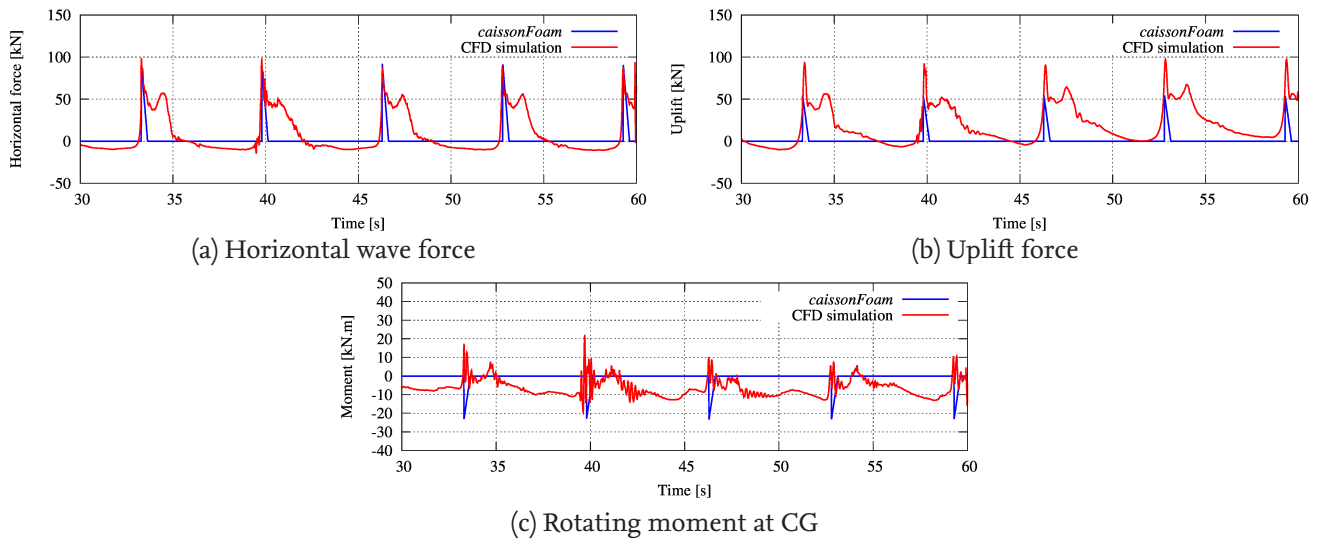 150
100
50
0
-50
Horizontal force [kN]
caissonFoam
CFD simulation
30 35 40 45 50 55 60
Time [s]
(a) Horizontal wave force
150
100
50
0
-50
Uplift [kN]
caissonFoam
CFD simulation
30 35 40 45 50 55 60
Time [s]
(b) Uplift force
50
40
30
20
10
0
-10
-20
-30
-40
Moment [kN.m]
caissonFoam
CFD simulation
30 35 40 45 50 55 60
Time [s]
(c) Rotating moment at CG